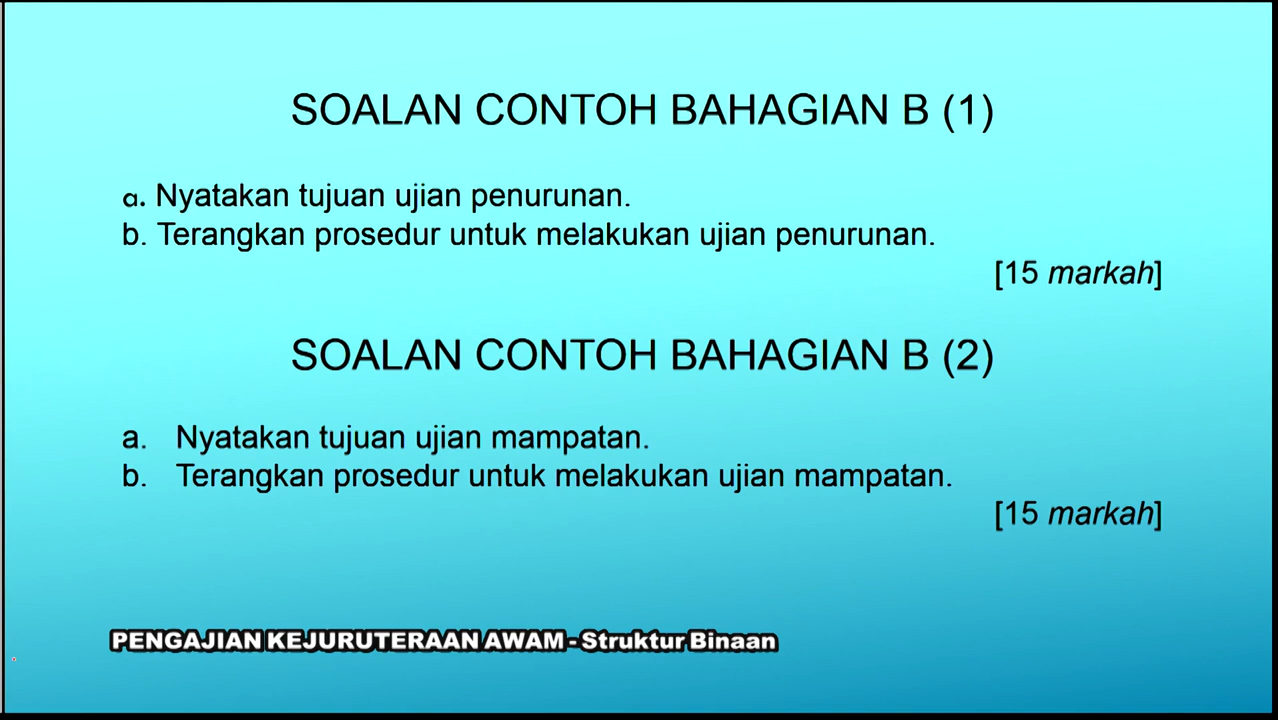 SOALAN CONTOH BAHAGIAN B (1)
a. Nyatakan tujuan ujian penurunan.
b. Terangkan prosedur untuk melakukan ujian penurunan.
[15 markah]
SOALAN CONTOH BAHAGIAN B (2)
a. Nyatakan tujuan ujian mampatan.
b. Terangkan prosedur untuk melakukan ujian mampatan.
[15 markah]
PENGAJIAN KEJURUTERAAN AWAM - Struktur Binaan